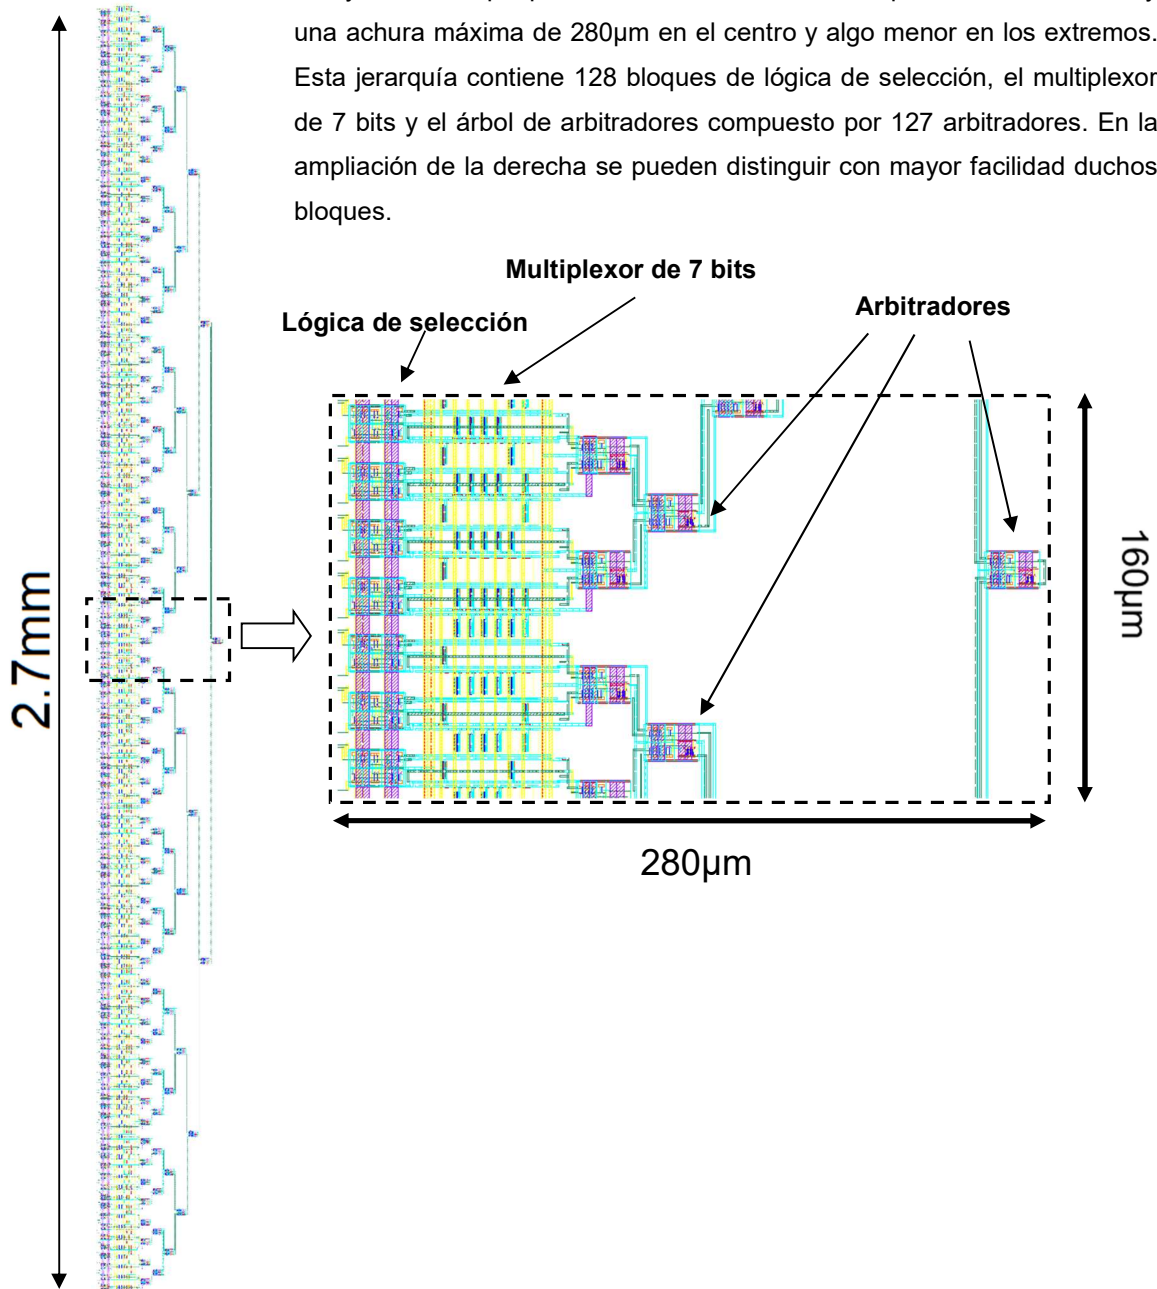 una achura máxima de 280µm en el centro y algo menor en los extremos.
Esta jerarquía contiene 128 bloques de lógica de selección, el multiplexor
de 7 bits y el árbol de arbitradores compuesto por 127 arbitradores. En la
ampliación de la derecha se pueden distinguir con mayor facilidad duchos
bloques.
Multiplexor de 7 bits
Lógica de selección
Arbitradores
2.7mm
160µm
280µm